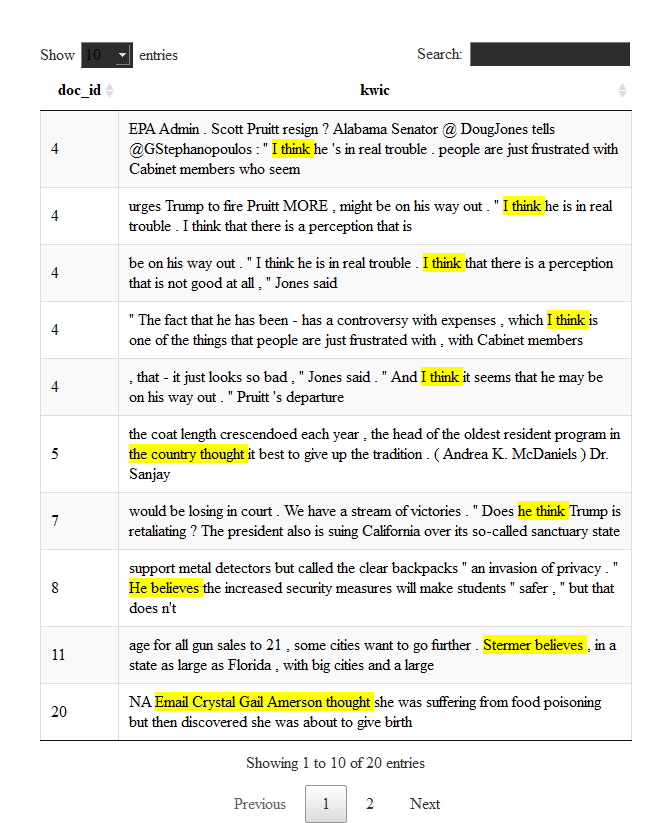 Show 10 entries Search:
doc_id kwic
EPA Admin . Scott Pruitt resign ? Alabama Senator @ DougJones tells
4 @GStephanopoulos : " I think he 's in real trouble . people are just frustrated with
Cabinet members who seem
4 urges Trump to fire Pruitt MORE , might be on his way out . " I think he is in real
trouble . I think that there is a perception that is
4 be on his way out . " I think he is in real trouble . I think that there is a perception
that is not good at all , " Jones said
4 " The fact that he has been - has a controversy with expenses , which I think is
one of the things that people are just frustrated with , with Cabinet members
4 , that - it just looks so bad , " Jones said . " And I think it seems that he may be
on his way out . " Pruitt 's departure
the coat length crescendoed each year , the head of the oldest resident program in
5 the country thought it best to give up the tradition . ( Andrea K. McDaniels ) Dr.
Sanjay
7 would be losing in court . We have a stream of victories . " Does he think Trump is
retaliating ? The president also is suing California over its so-called sanctuary state
support metal detectors but called the clear backpacks " an invasion of privacy . "
8 He believes the increased security measures will make students " safer , " but that
does n't
11 age for all gun sales to 21 , some cities want to go further . Stermer believes , in a
state as large as Florida , with big cities and a large
20 NA Email Crystal Gail Amerson thought she was suffering from food poisoning
but then discovered she was about to give birth
Showing 1 to 10 of 20 entries
Previous 1 2 Next